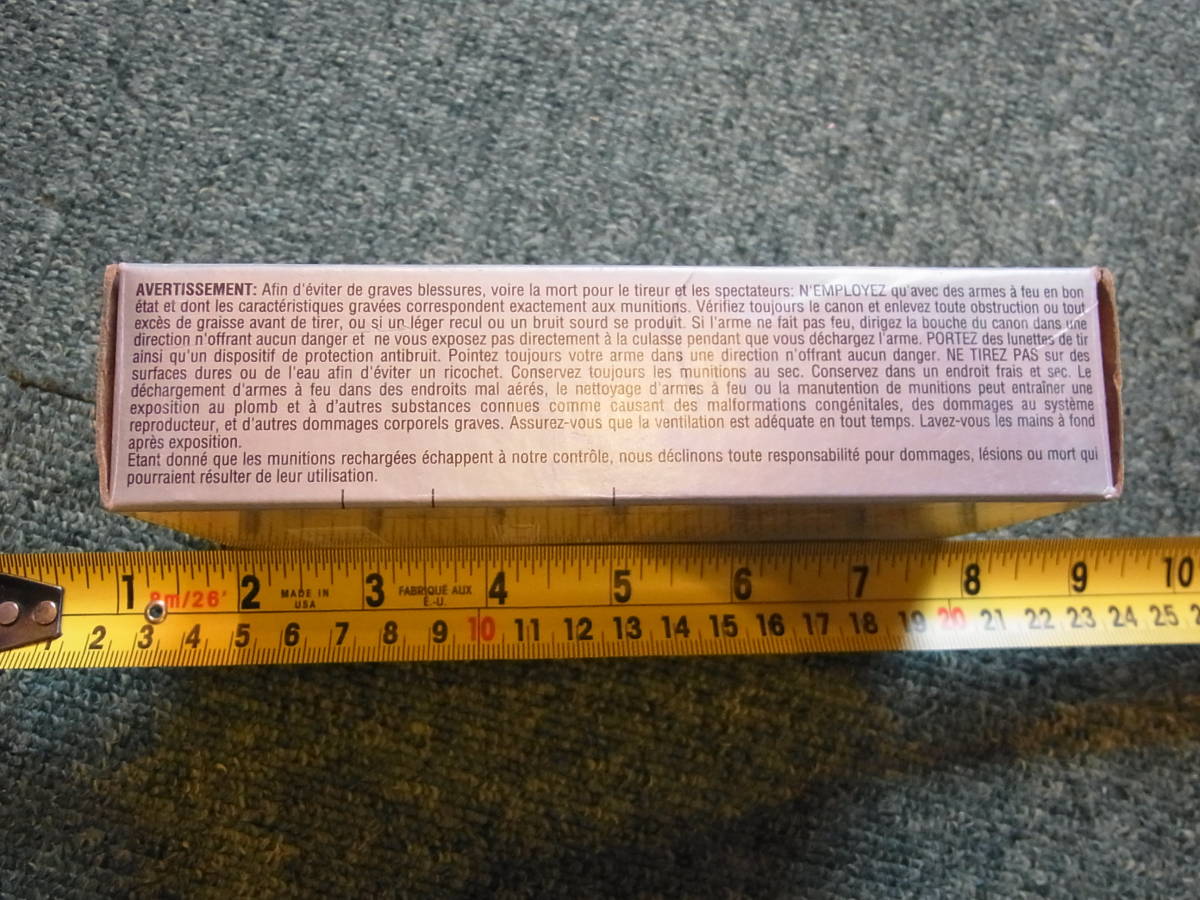 AVERTISSEMENT: Afin d'éviter de graves blessures, voire la mort pour le tireur et les spectateurs: N'EMPLOYEZ qu'avec des armes à feu en bon
état et dont les caractéristiques gravées correspondent exactement aux munitions. Vérifiez toujours le canon et enlevez toute obstruction ou tout
excès de graisse avant de tirer, ou si un léger recul ou un bruit sourd se produit. Si l'arme ne fait pas feu, dirigez la bouche du canon dans une
direction n'offrant aucun danger et ne vous exposez pas directement à la culasse pendant que vous déchargez l'arme. PORTEZ des lunettes de tir
ainsi qu'un dispositif de protection antibruit. Pointez toujours votre arme dans une direction n'offrant aucun danger. NE TIREZ PAS sur des
surfaces dures ou de l'eau afin d'éviter un ricochet. Conservez toujours les munitions au sec. Conservez dans un endroit frais et sec. Le
déchargement d'armes à feu dans des endroits mal aérés, le nettoyage d'armes à feu ou la manutention de munitions peut entraîner une
exposition au plomb et à d'autres substances connues comme causant des malformations congénitales, des dommages au système
reproducteur, et d'autres dommages corporels graves. Assurez-vous que la ventilation est adéquate en tout temps. Lavez-vous les mains à fond
après exposition.
Etant donné que les munitions rechargées échappent à notre contrôle, nous déclinons toute responsabilité pour dommages, lésions ou mort qui
pourraient résulter de leur utilisation.
1 2 3 4 5 6 7 8 9 10
8m/26' MADE IN USA FABRIQUÉ AUX É.-U.
1 2 3 4 5 6 7 8 9 10 11 12 13 14 15 16 17 18 19 20 21 22 23 24 25 2